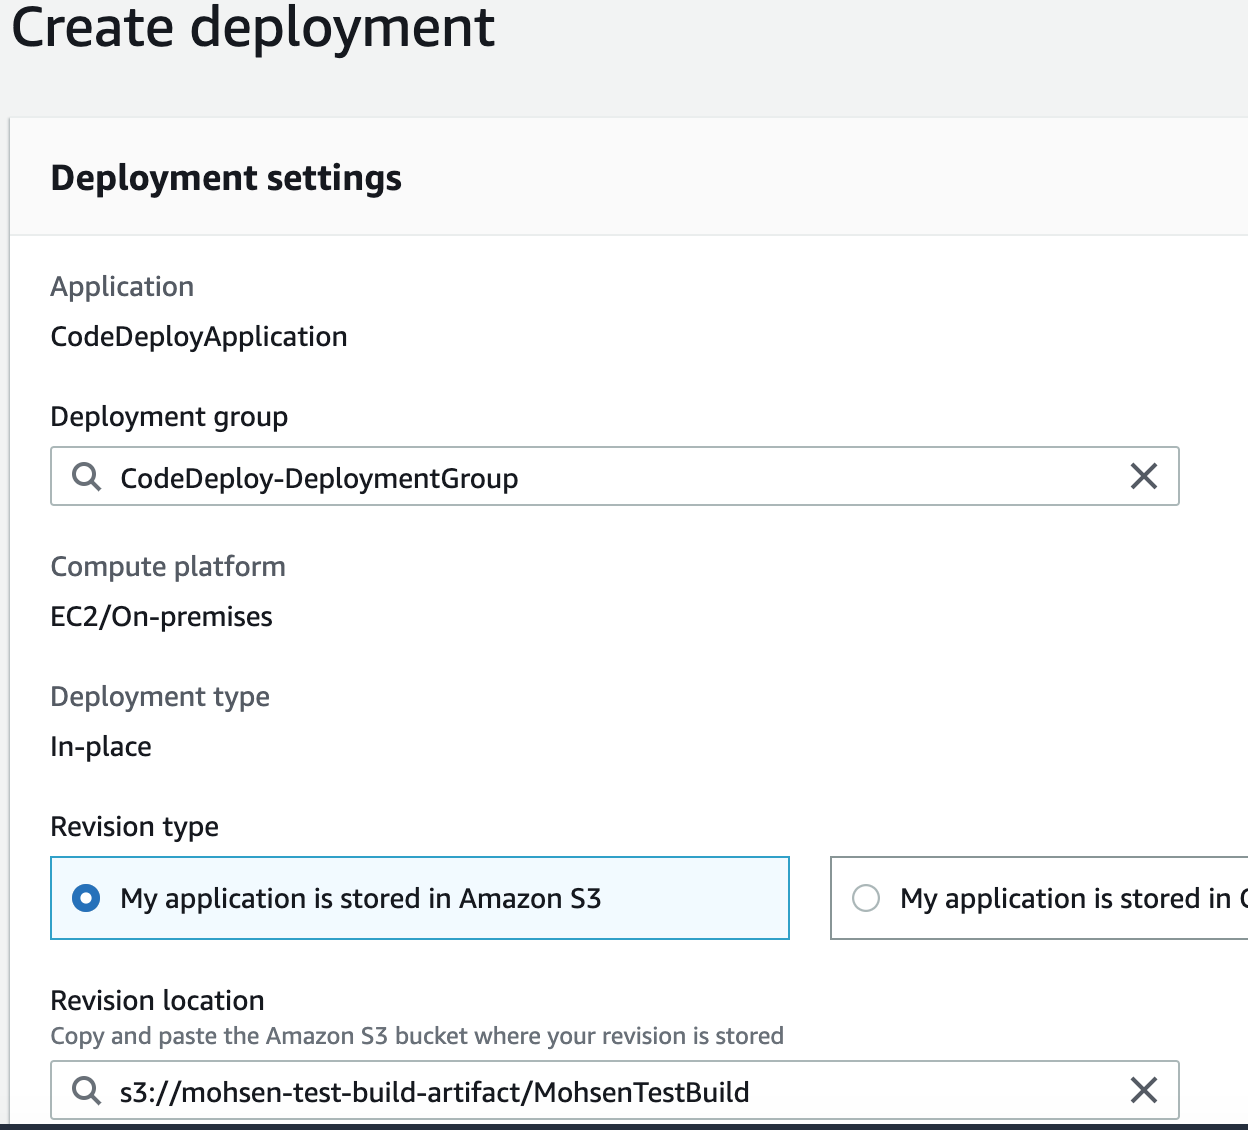 Create deployment
Deployment settings
Application
CodeDeployApplication
Deployment group
CodeDeploy-DeploymentGroup
Compute platform
EC2/On-premises
Deployment type
In-place
Revision type
My application is stored in Amazon S3
My application is stored in
Revision location
Copy and paste the Amazon S3 bucket where your revision is stored
s3://mohsen-test-build-artifact/MohsenTestBuild